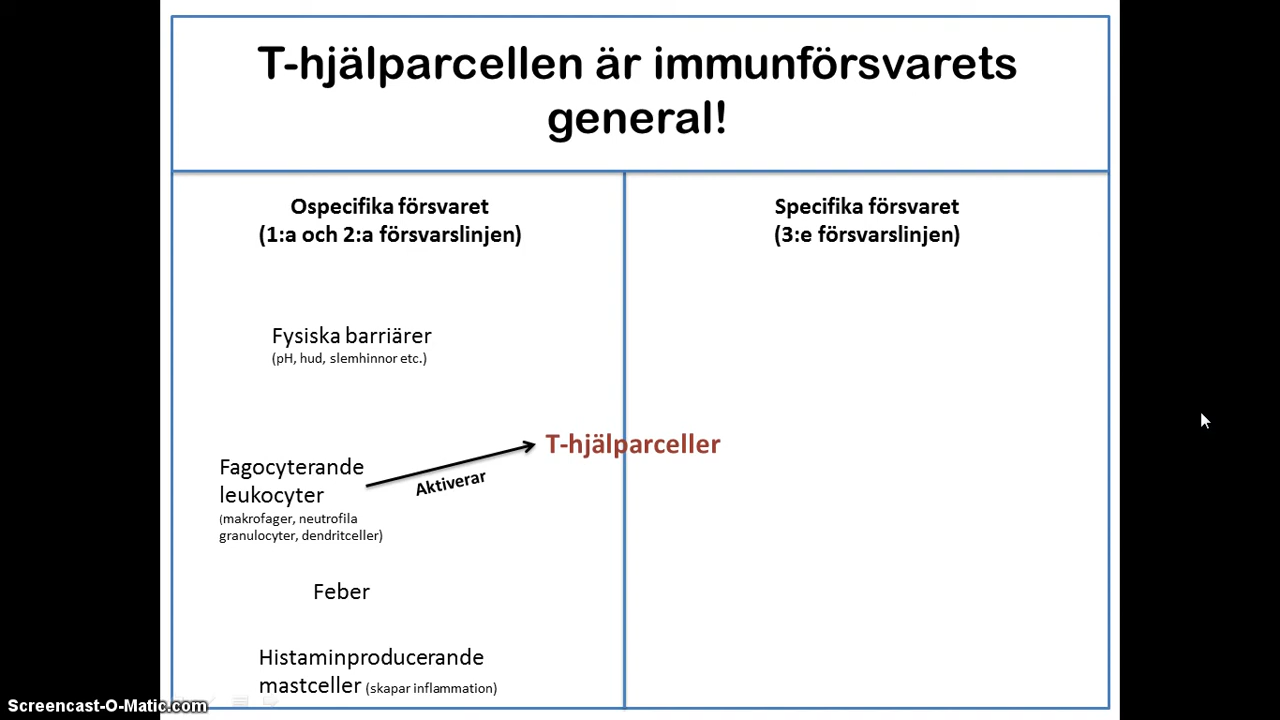 T-hjälparcellen är immunförsvarets
general!
Ospecifika försvaret
(1:a och 2:a försvarslinjen)
Specifika försvaret
(3:e försvarslinjen)
Fysiska barriärer
(pH, hud, slemhinnor etc.)
T-hjälparceller
Aktiverar
Fagocyterande
leukocyter
(makrofager, neutrofila
granulocyter, dendritceller)
Feber
Histaminproducerande
mastceller (skapar inflammation)
Screencast-O-Matic.com